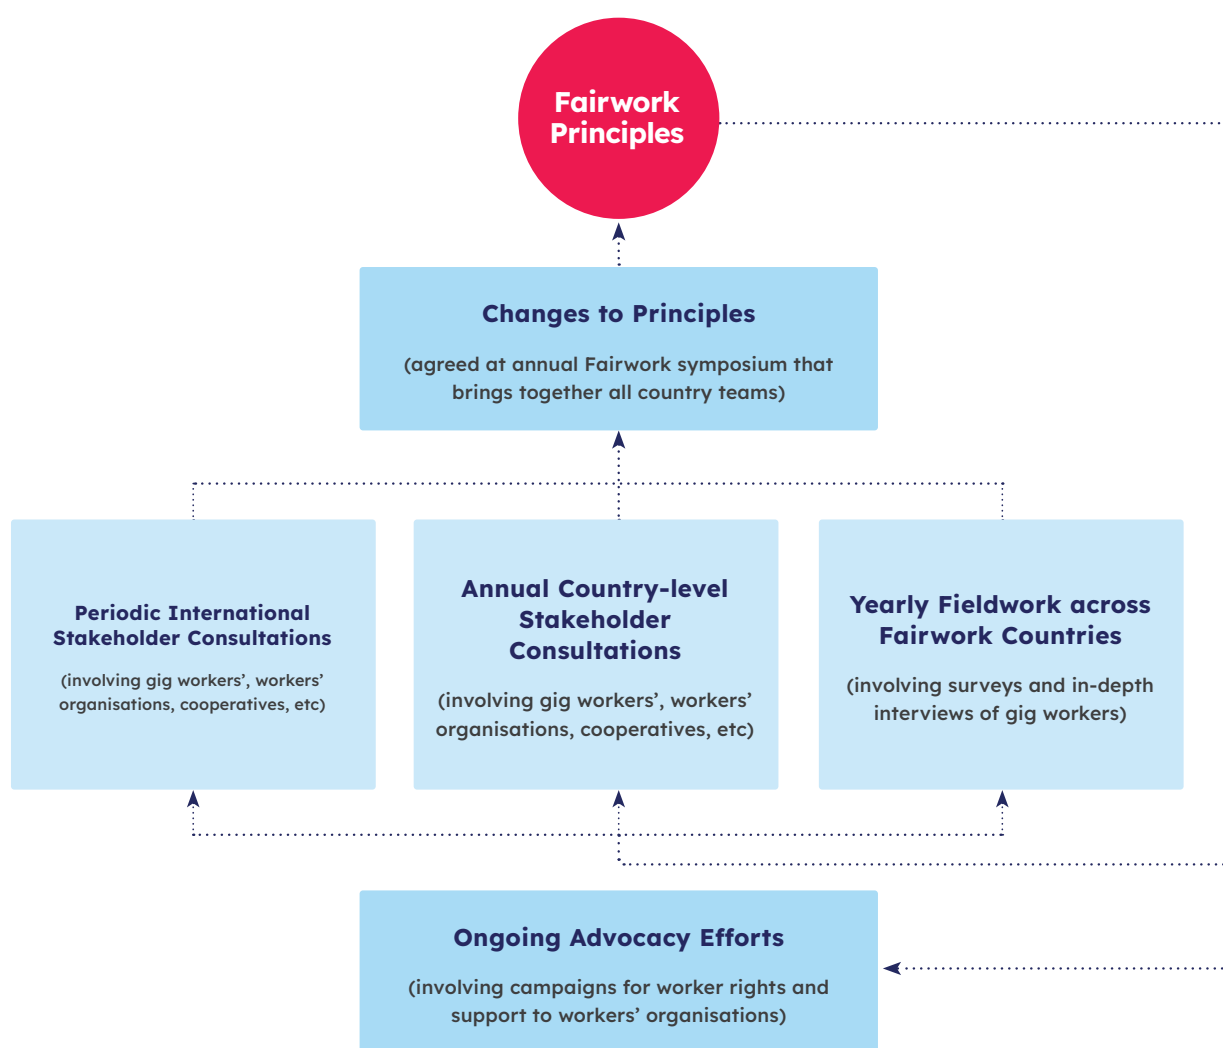 Fairwork
Principles
Changes to Principles
(agreed at annual Fairwork symposium that
brings together all country teams)
Periodic International
Stakeholder Consultations
(involving gig workers’, workers’
organisations, cooperatives, etc)
Annual Country-level
Stakeholder
Consultations
(involving gig workers’, workers’
organisations, cooperatives, etc)
Yearly Fieldwork across
Fairwork Countries
(involving surveys and in-depth
interviews of gig workers)
Ongoing Advocacy Efforts
(involving campaigns for worker rights and
support to workers’ organisations)